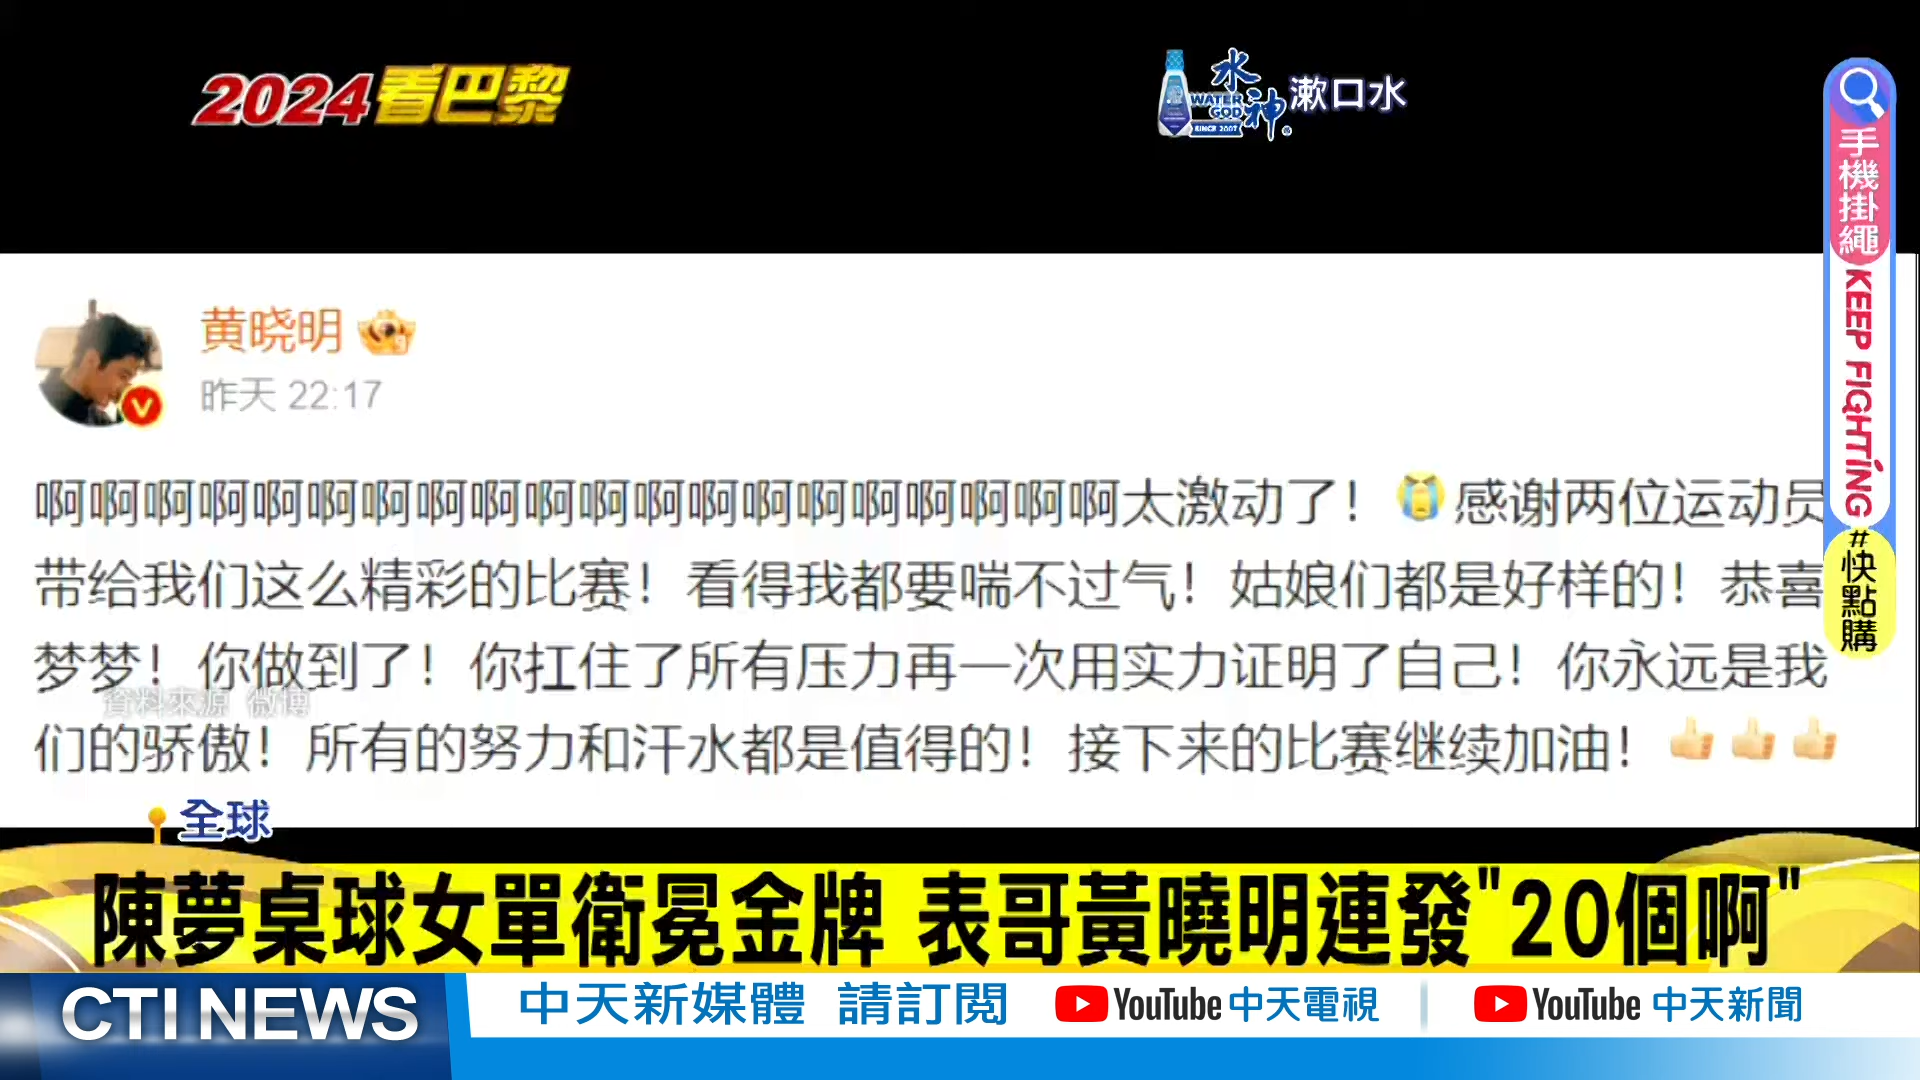 2024看巴黎
水神 WATER GOD SINCE 2007 漱口水
手機掛繩 KEEP FIGHTING #快點購
黄晓明
昨天 22:17
啊啊啊啊啊啊啊啊啊啊啊啊啊啊啊啊啊啊啊啊太激动了！😭感谢两位运动员
带给我们这么精彩的比赛！看得我都要喘不过气！姑娘们都是好样的！恭喜
梦梦！你做到了！你扛住了所有压力再一次用实力证明了自己！你永远是我
們的骄傲！所有的努力和汗水都是值得的！接下来的比赛继续加油！👍👍👍
資料來源 微博
全球
陳夢桌球女單衛冕金牌 表哥黃曉明連發"20個啊"
CTI NEWS
中天新媒體 請訂閱 YouTube 中天電視 | YouTube 中天新聞